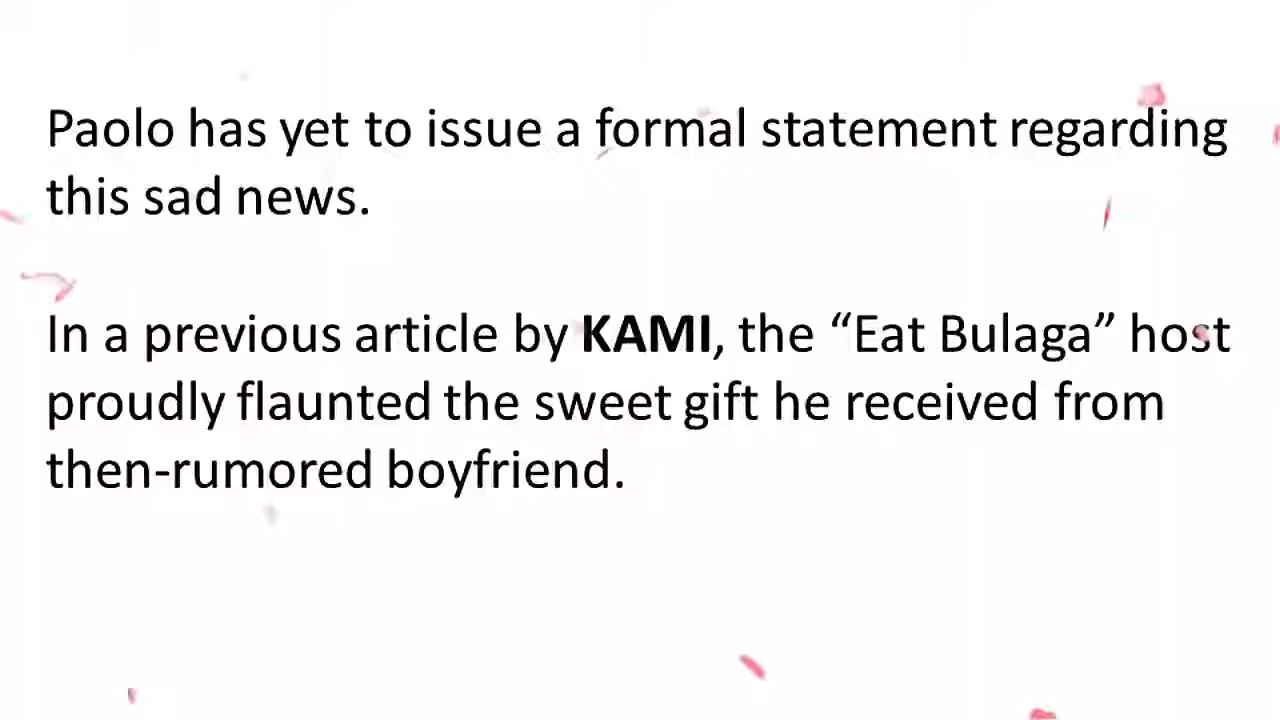 Paolo has yet to issue a formal statement regarding
this sad news.
In a previous article by KAMI, the “Eat Bulaga” host
proudly flaunted the sweet gift he received from
then-rumored boyfriend.